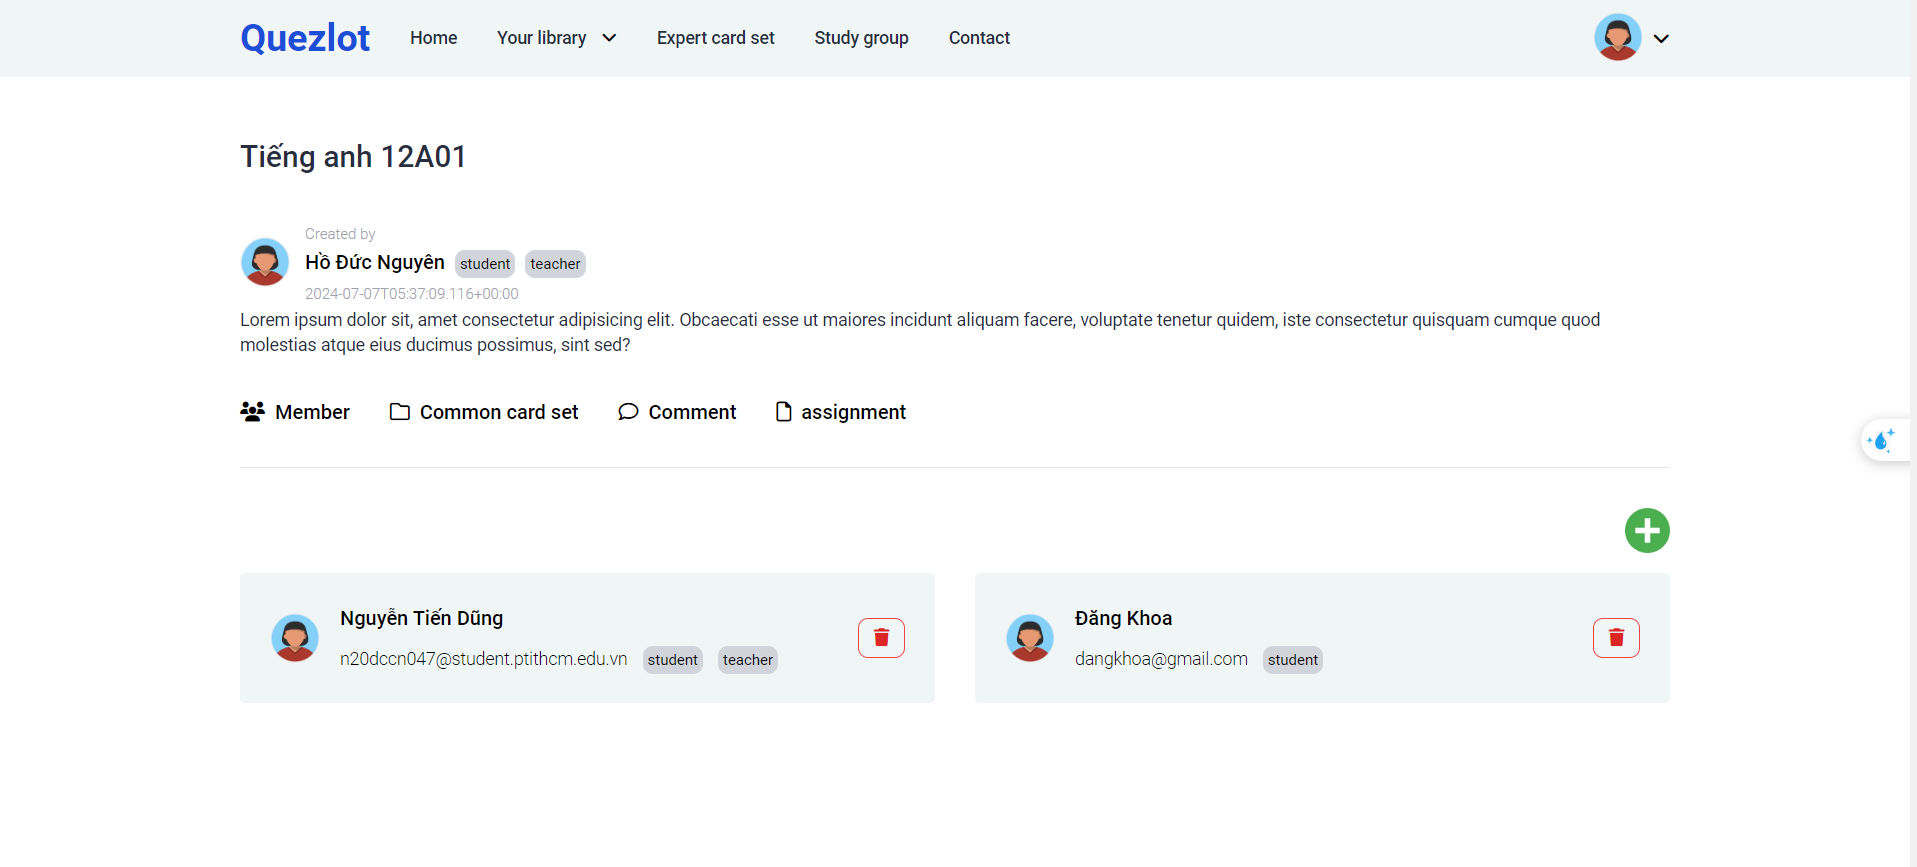 Quezlot Home Your library Expert card set Study group Contact
Tiếng anh 12A01
Created by
Hồ Đức Nguyên student teacher
2024-07-07T05:37:09.116+00:00
Lorem ipsum dolor sit, amet consectetur adipisicing elit. Obcaecati esse ut maiores incidunt aliquam facere, voluptate tenetur quidem, iste consectetur quisquam cumque quod
molestias atque eius ducimus possimus, sint sed?
Member Common card set Comment assignment
Nguyễn Tiến Dũng
n20dccn047@student.ptithcm.edu.vn student teacher
Đăng Khoa
dangkhoa@gmail.com student